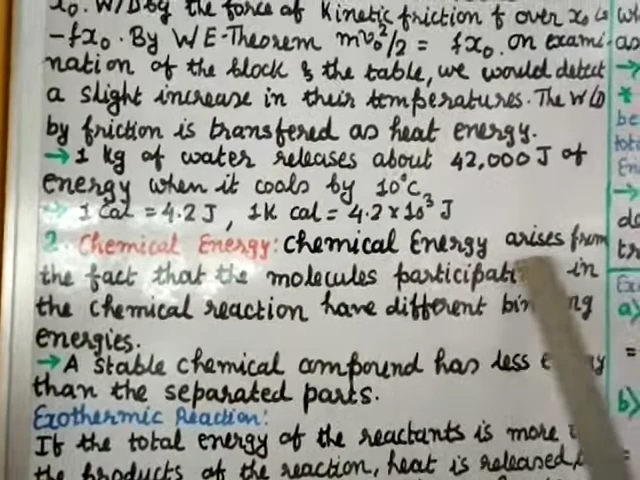 x₀. W/D by the force of Kinetic friction f over x₀ is
-fx₀. By W/E-Theorem mv₀²/2 = fx₀. On exami-
nation of the block & the table, we would detect
a slight increase in their temperatures. The W/D
by friction is transfered as heat energy.
→ 1 kg of water releases about 42,000 J of
energy when it cools by 10°C.
→ 1 Cal = 4.2 J, 1K cal = 4.2 x 10³ J
2. Chemical Energy: Chemical Energy arises from
the fact that the molecules in
the chemical reaction have different
energies.
→ A stable chemical compound has less
than the separated parts.
Exothermic Reaction:
If the total energy of the reactants is more
the products of the reaction, heat is released,
a)
=
b)